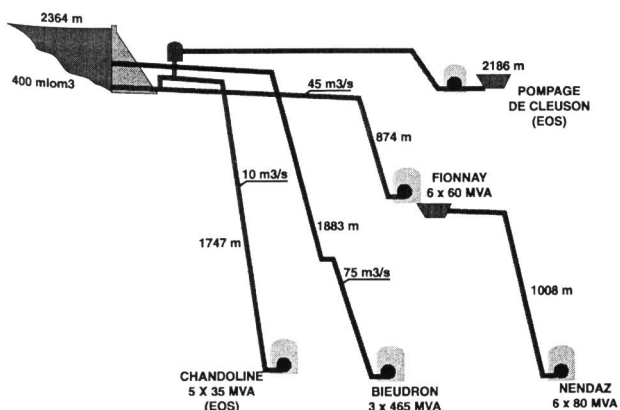 2364 m
400 mlom3
45 m3/s
2186 m
POMPAGE
DE CLEUSON
(EOS)
874 m
FIONNAY
6 x 60 MVA
10 m3/s
1883 m
1747 m
75 m3/s
1008 m
CHANDOLINE
5 X 35 MVA
(EOS)
BIEUDRON
3 x 465 MVA
NENDAZ
6 x 80 MVA